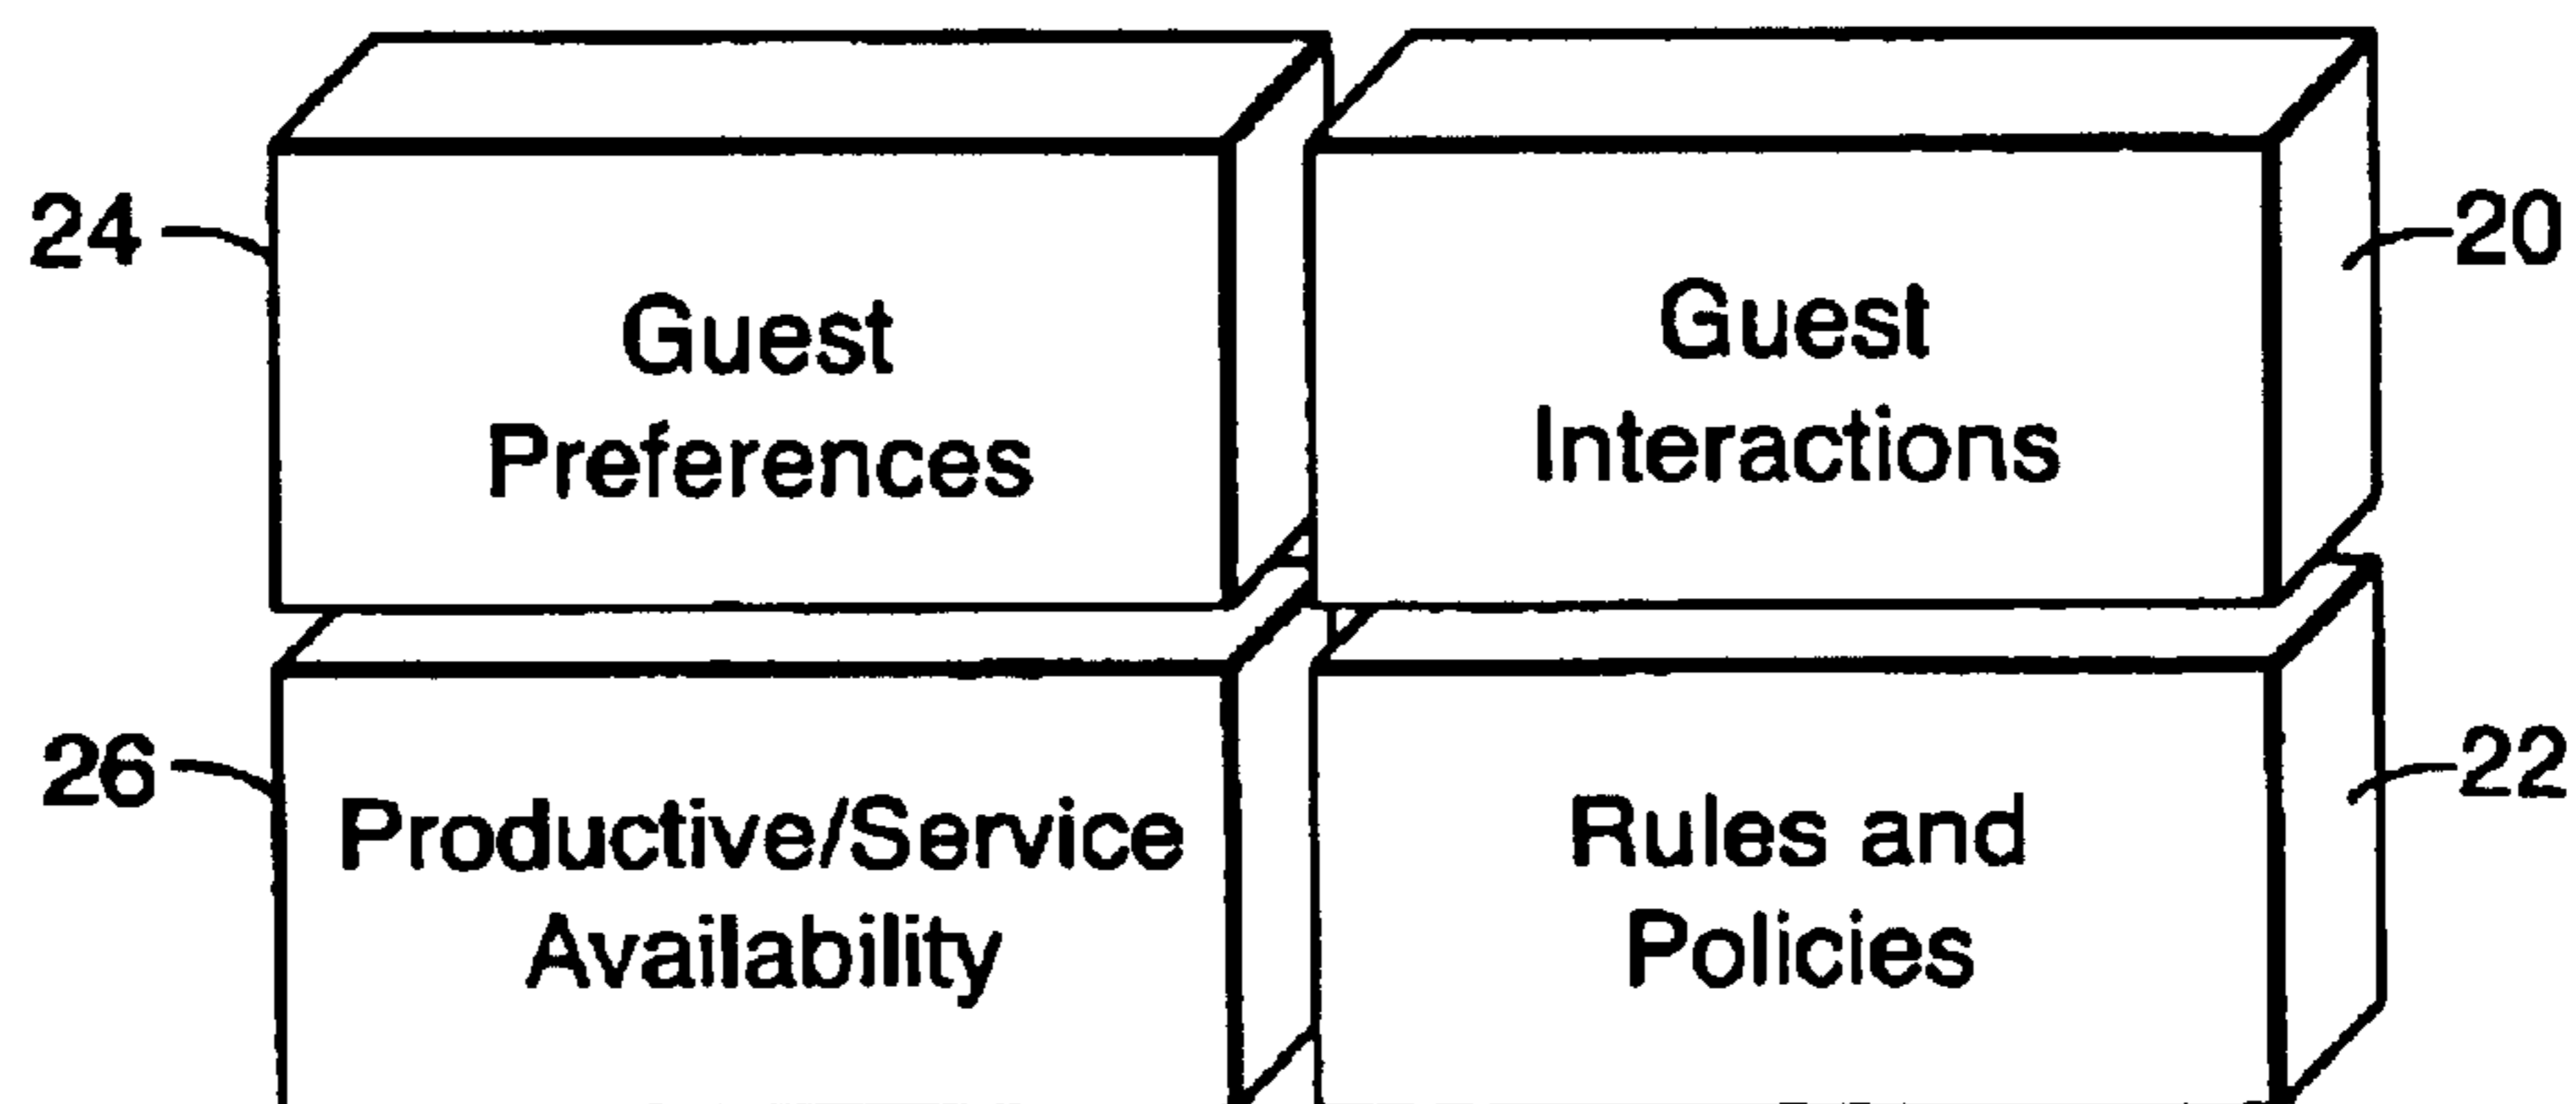 24
Guest
Preferences
Guest
Interactions
20
26
Productive/Service
Availability
Rules and
Policies
22